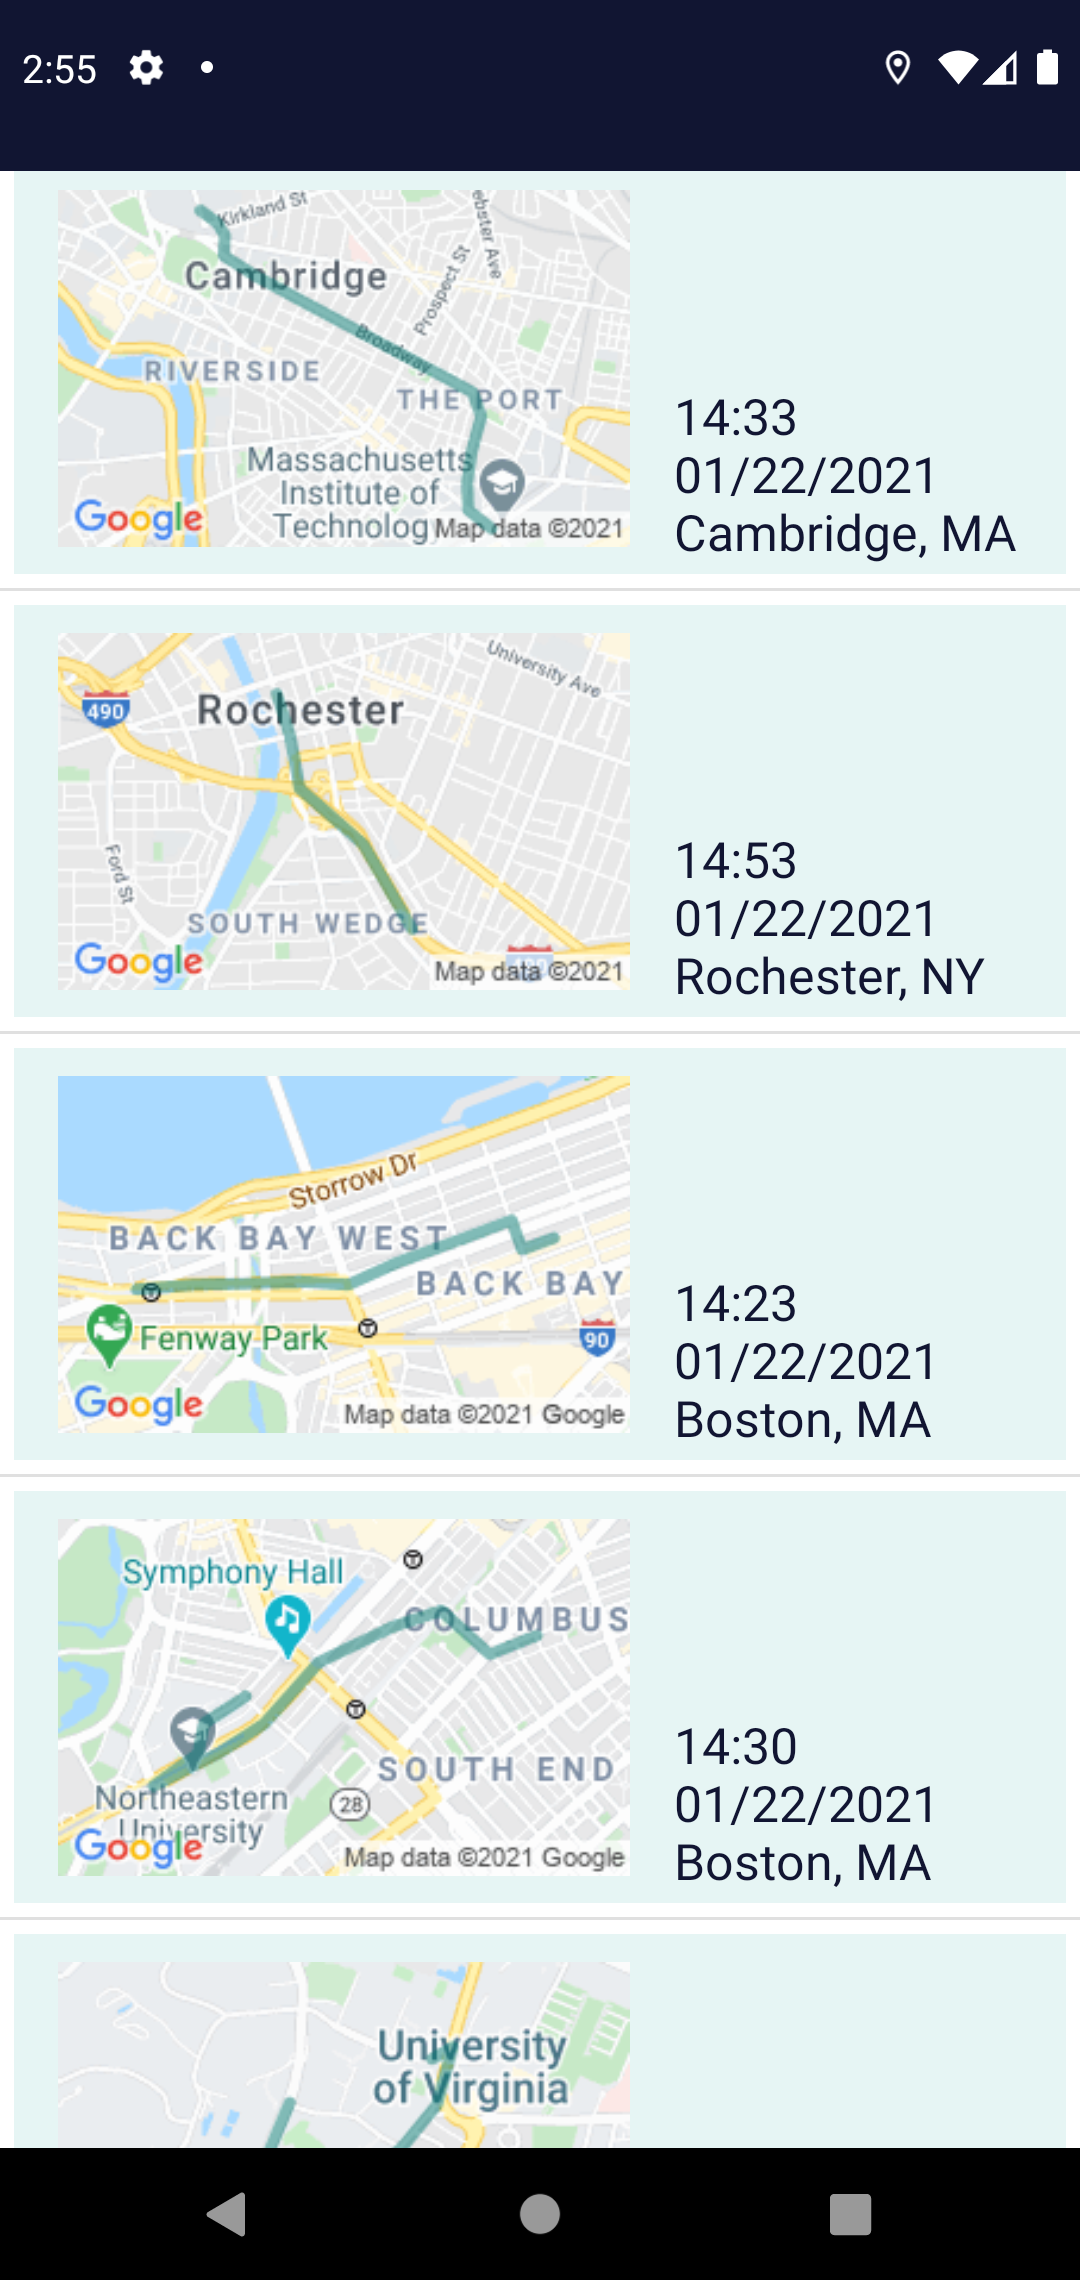 2:55
Kirkland St
ebster Ave
Cambridge
Prospect St
Broadway
RIVERSIDE
THE PORT
Massachusetts
Institute of
Technolog
Google
Map data ©2021
14:33
01/22/2021
Cambridge, MA
University Ave
490
Rochester
Ford St
SOUTH WEDGE
Google
Map data ©2021
14:53
01/22/2021
Rochester, NY
Storrow Dr
BACK BAY WEST
BACK BAY
Fenway Park
90
Google
Map data ©2021 Google
14:23
01/22/2021
Boston, MA
Symphony Hall
COLUMBUS
SOUTH END
Northeastern
University
28
Google
Map data ©2021 Google
14:30
01/22/2021
Boston, MA
University
of Virginia